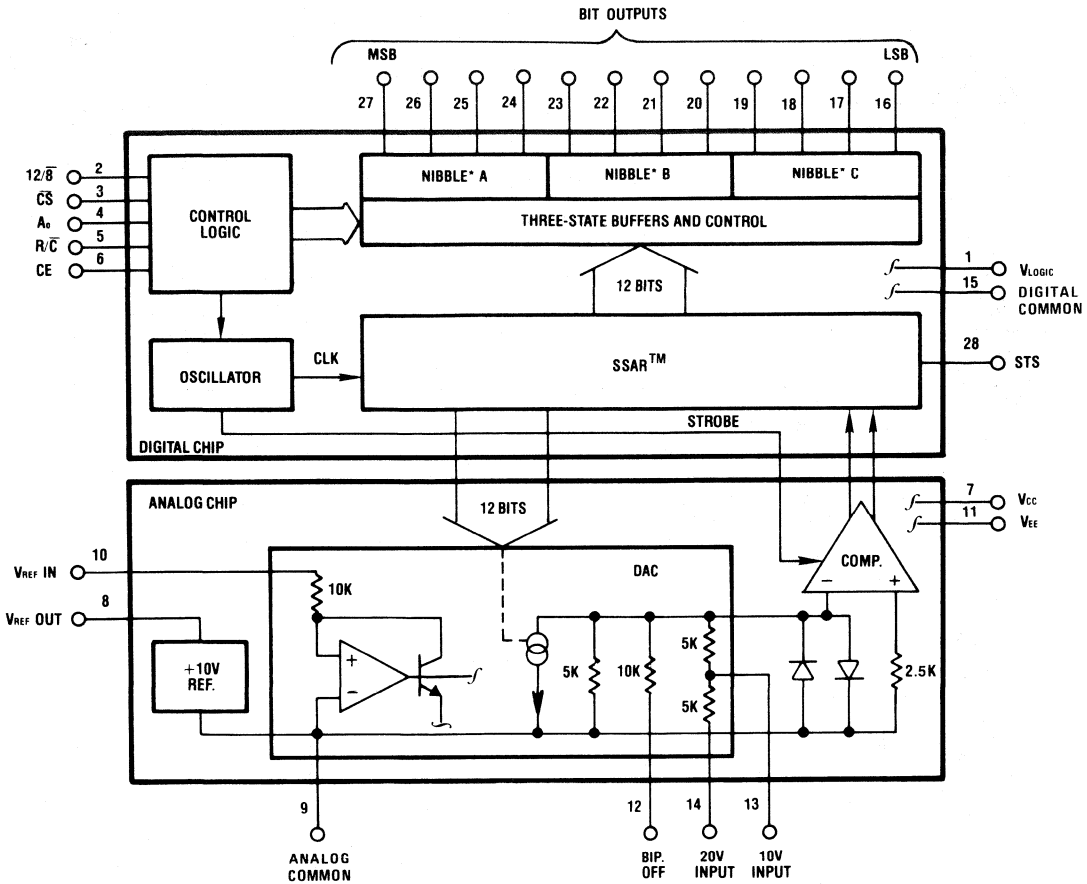 BIT OUTPUTS
MSB
LSB
27
26
25
24
23
22
21
20
19
18
17
16
NIBBLE* A
NIBBLE* B
NIBBLE* C
THREE-STATE BUFFERS AND CONTROL
12/8̅
2
C̅S̅
3
A₀
4
R/C̅
5
CE
6
CONTROL
LOGIC
12 BITS
1
VLOGIC
15
DIGITAL
COMMON
OSCILLATOR
CLK
SSAR™
28
STS
STROBE
DIGITAL CHIP
ANALOG CHIP
12 BITS
7
VCC
11
VEE
COMP.
−
+
10
VREF IN
8
VREF OUT
DAC
10K
+
−
+10V
REF.
5K
10K
5K
5K
2.5K
9
ANALOG
COMMON
12
BIP.
OFF
14
20V
INPUT
13
10V
INPUT